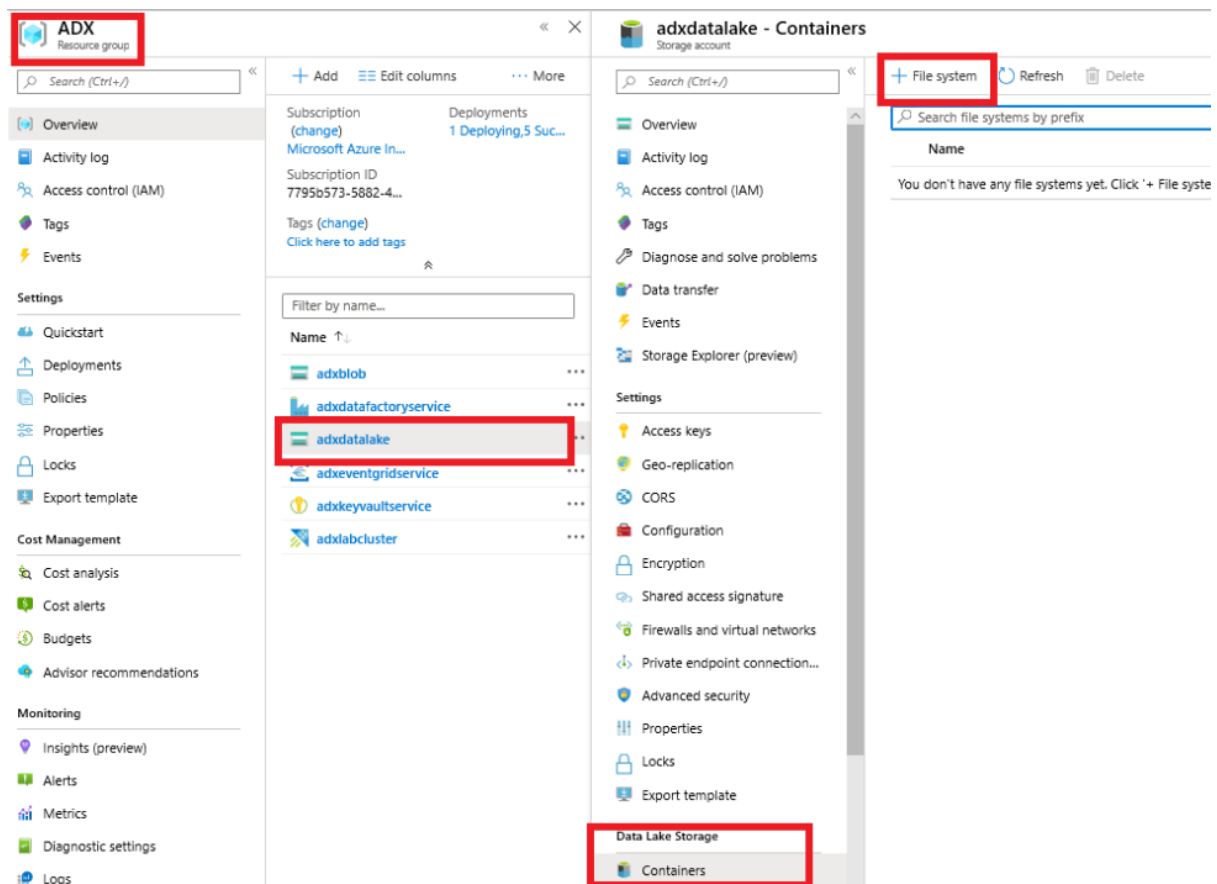 ADX
Resource group
Search (Ctrl+/)
Overview
Activity log
Access control (IAM)
Tags
Events
Settings
Quickstart
Deployments
Policies
Properties
Locks
Export template
Cost Management
Cost analysis
Cost alerts
Budgets
Advisor recommendations
Monitoring
Insights (preview)
Alerts
Metrics
Diagnostic settings
Logs
Add Edit columns ··· More
Subscription
(change)
Microsoft Azure In...
Subscription ID
7795b573-5882-4...
Tags (change)
Click here to add tags
Deployments
1 Deploying,5 Suc...
Filter by name...
Name ↑↓
adxblob
adxdatafactoryservice
adxdatalake
adxeventgridservice
adxkeyvaultservice
adxlabcluster
adxdatalake - Containers
Storage account
Search (Ctrl+/)
Overview
Activity log
Access control (IAM)
Tags
Diagnose and solve problems
Data transfer
Events
Storage Explorer (preview)
Settings
Access keys
Geo-replication
CORS
Configuration
Encryption
Shared access signature
Firewalls and virtual networks
Private endpoint connection...
Advanced security
Properties
Locks
Export template
Data Lake Storage
Containers
+ File system Refresh Delete
Search file systems by prefix
Name
You don't have any file systems yet. Click '+ File syste